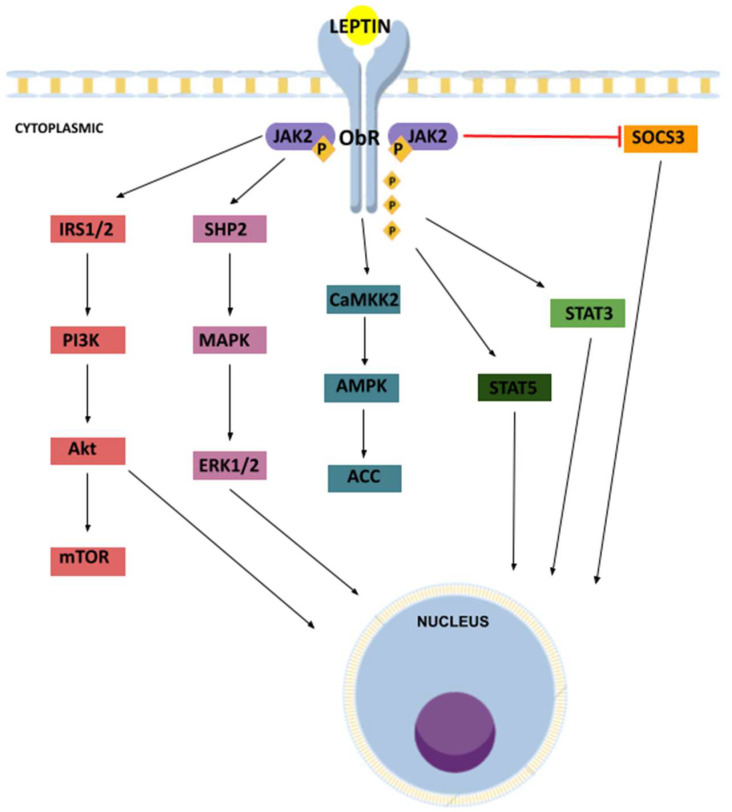 LEPTIN
CYTOPLASMIC
JAK2
P
ObR
P
JAK2
SOCS3
P
P
P
IRS1/2
SHP2
CaMKK2
STAT3
PI3K
MAPK
AMPK
STAT5
Akt
ERK1/2
ACC
mTOR
NUCLEUS